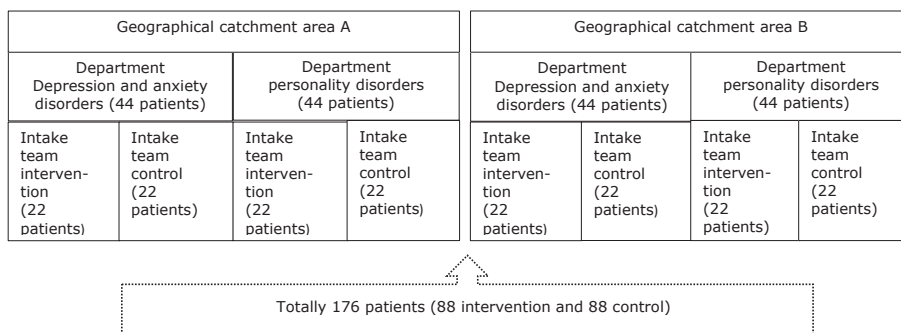 Geographical catchment area A
Geographical catchment area B
Department
Depression and anxiety
disorders (44 patients)
Department
personality disorders
(44 patients)
Department
Depression and anxiety
disorders (44 patients)
Department
personality disorders
(44 patients)
Intake
team
interven-
tion
(22
patients)
Intake
team
control
(22
patients)
Intake
team
interven-
tion
(22
patients)
Intake
team
control
(22
patients)
Intake
team
interven-
tion
(22
patients)
Intake
team
control
(22
patients)
Intake
team
interven-
tion
(22
patients)
Intake
team
control
(22
patients)
Totally 176 patients (88 intervention and 88 control)